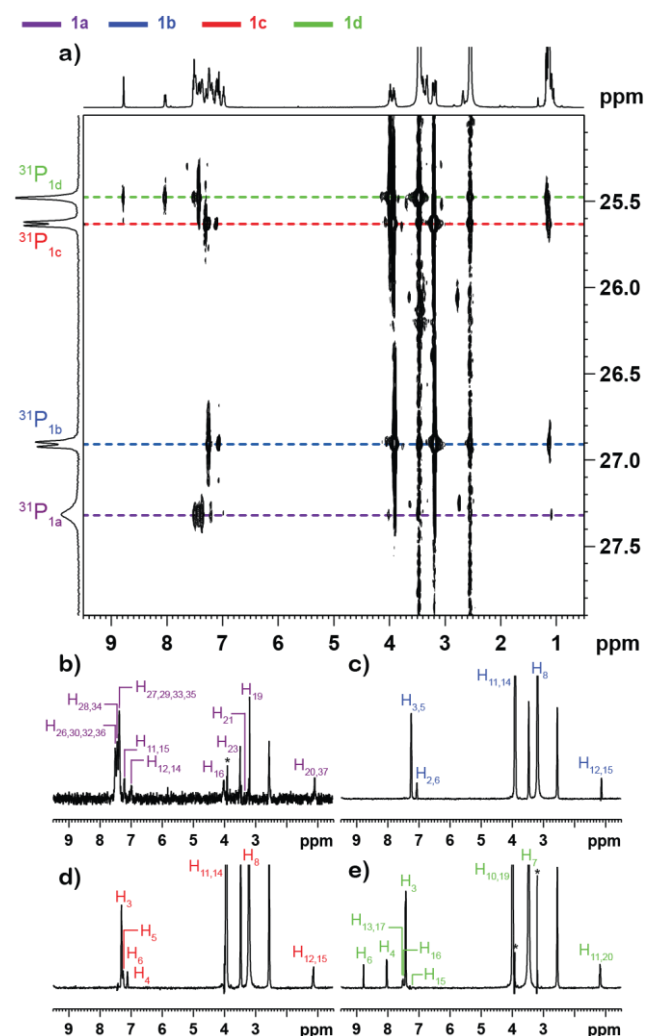 1a 1b 1c 1d
a)
ppm
31P1d
25.5
31P1c
26.0
26.5
31P1b
27.0
31P1a
27.5
9 8 7 6 5 4 3 2 1 ppm
b)
H27,29,33,35
H28,34
H26,30,32,36
H11,15
H12,14
H19
H21
H23
H16
*
H20,37
9 8 7 6 5 4 3 ppm 1
c)
H11,14
H8
H3,5
H2,6
H12,15
9 8 7 6 5 4 3 ppm 1
d)
H11,14
H8
H3
H5
H6
H4
H12,15
9 8 7 6 5 4 3 ppm 1
e)
H10,19
H7
*
H3
H13,17
H16
H6
H4
H15
*
H11,20
9 8 7 6 5 4 3 ppm 1